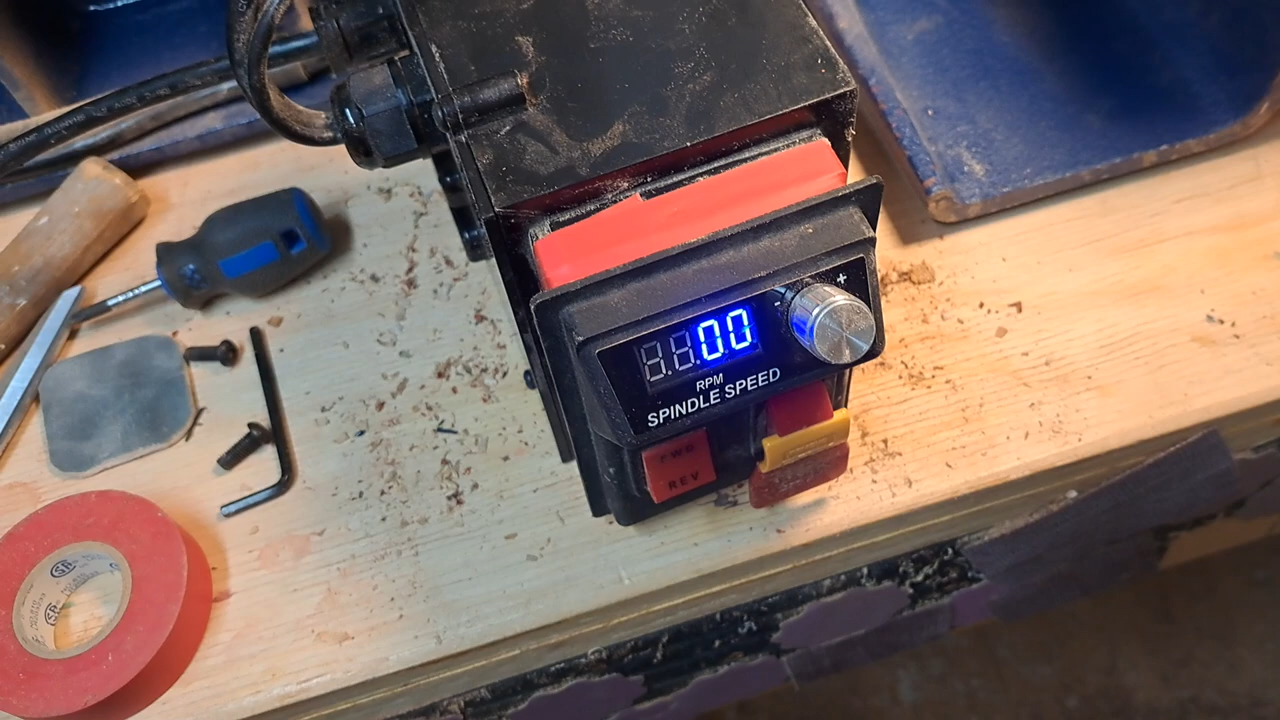 00
- +
RPM
SPINDLE SPEED
FWD
REV